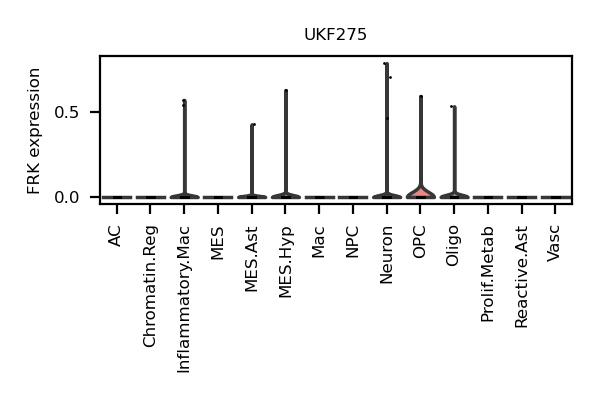 UKF275
FRK expression
0.5
0.0
AC
Chromatin.Reg
Inflammatory.Mac
MES
MES.Ast
MES.Hyp
Mac
NPC
Neuron
OPC
Oligo
Prolif.Metab
Reactive.Ast
Vasc